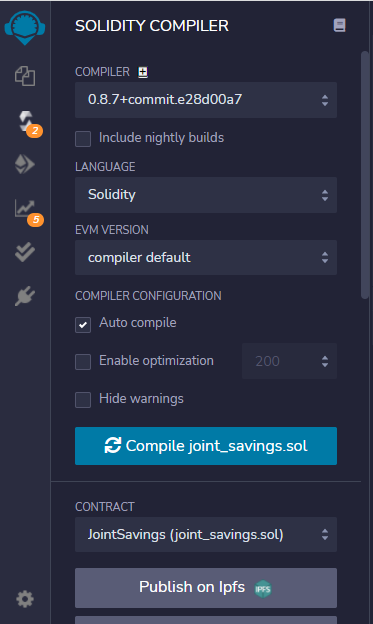 SOLIDITY COMPILER
COMPILER
0.8.7+commit.e28d00a7
Include nightly builds
LANGUAGE
Solidity
2
EVM VERSION
compiler default
5
COMPILER CONFIGURATION
Auto compile
Enable optimization
200
Hide warnings
Compile joint_savings.sol
CONTRACT
JointSavings (joint_savings.sol)
Publish on Ipfs
IPFS